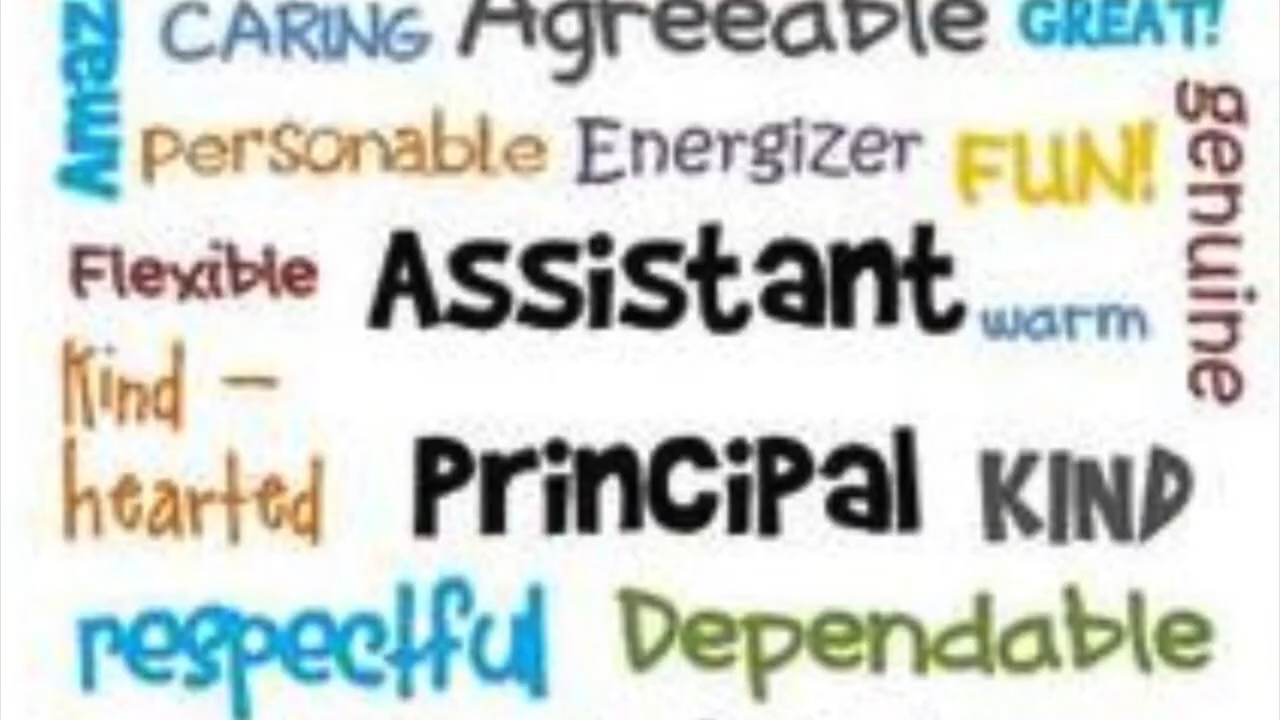 CARING Agreeable GREAT!
personable Energizer FUN!
genuine
Flexible Assistant warm
Kind -
hearted Principal KIND
respectful Dependable